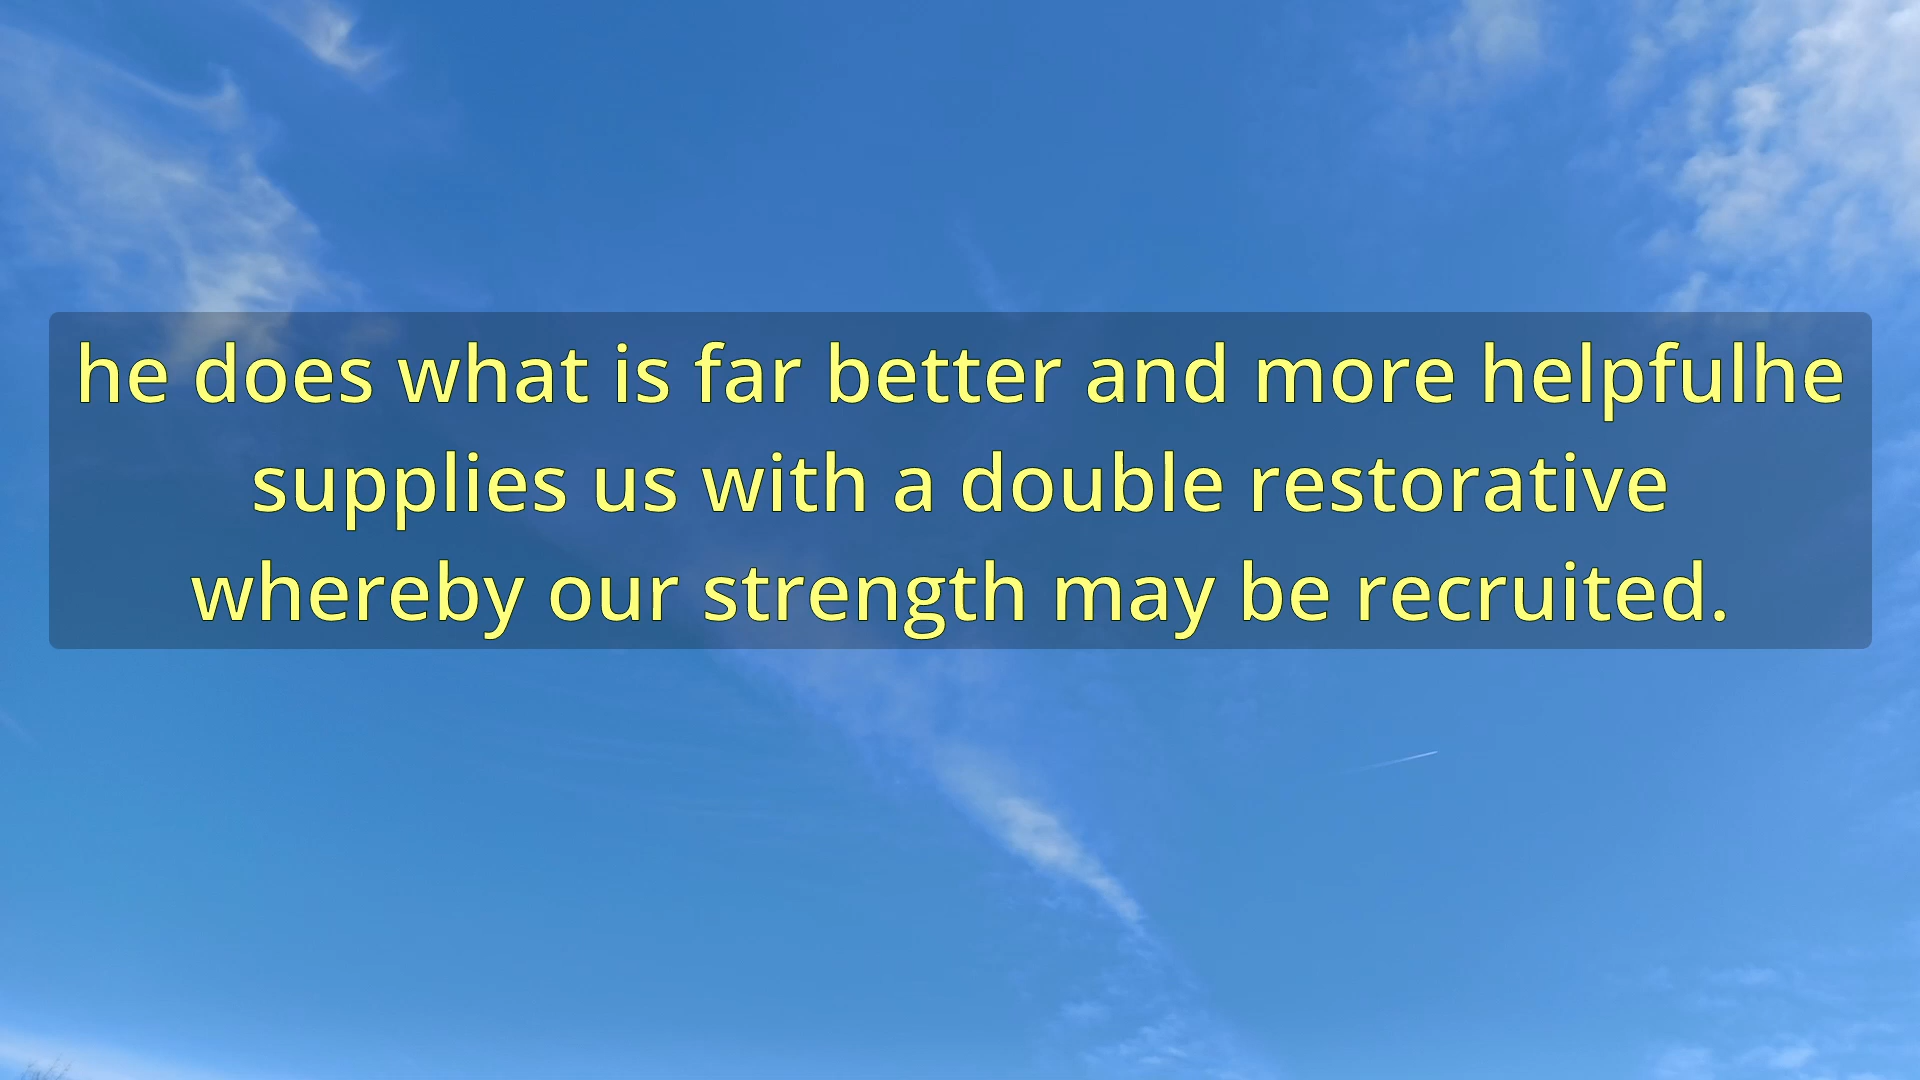 he does what is far better and more helpfulhe
supplies us with a double restorative
whereby our strength may be recruited.